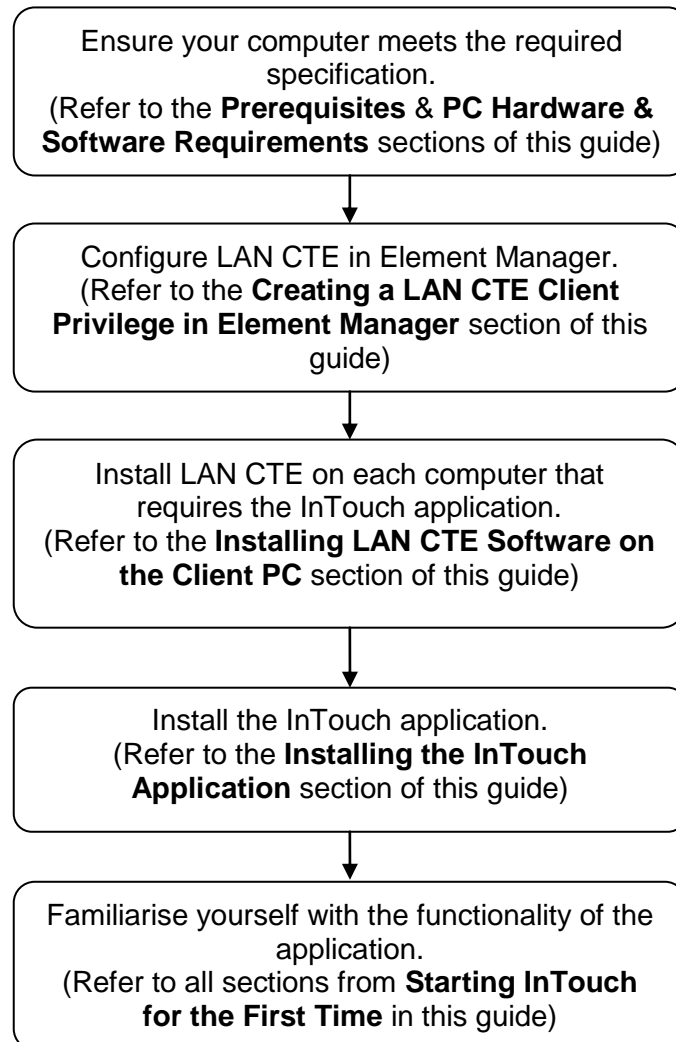 Ensure your computer meets the required
specification.
(Refer to the Prerequisites & PC Hardware &
Software Requirements sections of this guide)
Configure LAN CTE in Element Manager.
(Refer to the Creating a LAN CTE Client
Privilege in Element Manager section of this
guide)
Install LAN CTE on each computer that
requires the InTouch application.
(Refer to the Installing LAN CTE Software on
the Client PC section of this guide)
Install the InTouch application.
(Refer to the Installing the InTouch
Application section of this guide)
Familiarise yourself with the functionality of the
application.
(Refer to all sections from Starting InTouch
for the First Time in this guide)